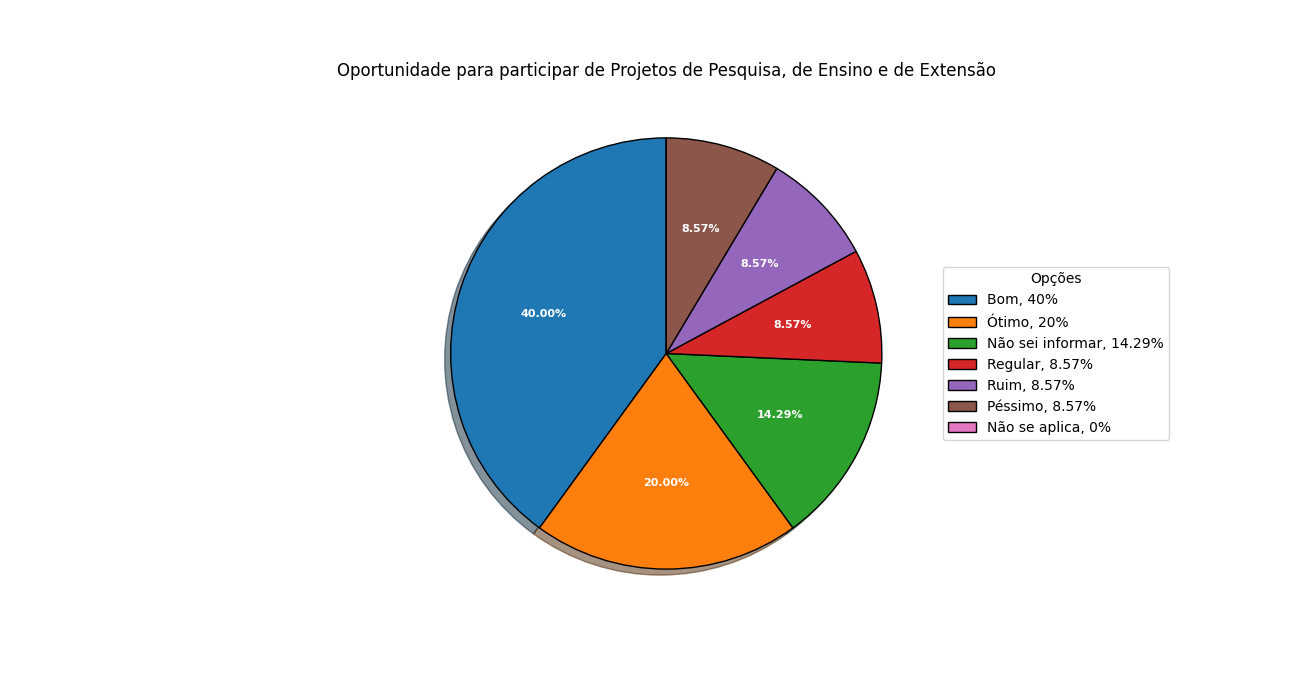 Oportunidade para participar de Projetos de Pesquisa, de Ensino e de Extensão
8.57%
8.57%
8.57%
40.00%
14.29%
20.00%
Opções
Bom, 40%
Ótimo, 20%
Não sei informar, 14.29%
Regular, 8.57%
Ruim, 8.57%
Péssimo, 8.57%
Não se aplica, 0%